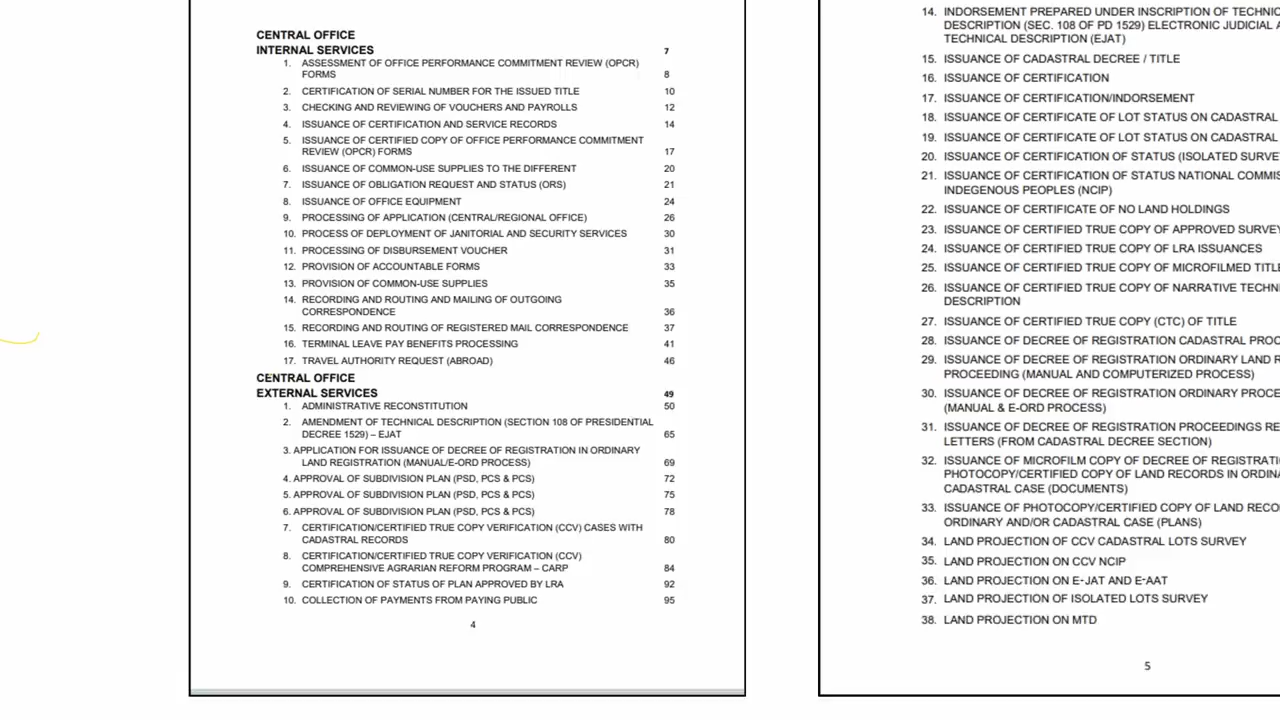 CENTRAL OFFICE
INTERNAL SERVICES 7
1. ASSESSMENT OF OFFICE PERFORMANCE COMMITMENT REVIEW (OPCR)
FORMS 8
2. CERTIFICATION OF SERIAL NUMBER FOR THE ISSUED TITLE 10
3. CHECKING AND REVIEWING OF VOUCHERS AND PAYROLLS 12
4. ISSUANCE OF CERTIFICATION AND SERVICE RECORDS 14
5. ISSUANCE OF CERTIFIED COPY OF OFFICE PERFORMANCE COMMITMENT
REVIEW (OPCR) FORMS 17
6. ISSUANCE OF COMMON-USE SUPPLIES TO THE DIFFERENT 20
7. ISSUANCE OF OBLIGATION REQUEST AND STATUS (ORS) 21
8. ISSUANCE OF OFFICE EQUIPMENT 24
9. PROCESSING OF APPLICATION (CENTRAL/REGIONAL OFFICE) 26
10. PROCESS OF DEPLOYMENT OF JANITORIAL AND SECURITY SERVICES 30
11. PROCESSING OF DISBURSEMENT VOUCHER 31
12. PROVISION OF ACCOUNTABLE FORMS 33
13. PROVISION OF COMMON-USE SUPPLIES 35
14. RECORDING AND ROUTING AND MAILING OF OUTGOING
CORRESPONDENCE 36
15. RECORDING AND ROUTING OF REGISTERED MAIL CORRESPONDENCE 37
16. TERMINAL LEAVE PAY BENEFITS PROCESSING 41
17. TRAVEL AUTHORITY REQUEST (ABROAD) 46
CENTRAL OFFICE
EXTERNAL SERVICES 49
1. ADMINISTRATIVE RECONSTITUTION 50
2. AMENDMENT OF TECHNICAL DESCRIPTION (SECTION 108 OF PRESIDENTIAL
DECREE 1529) – EJAT 65
3. APPLICATION FOR ISSUANCE OF DECREE OF REGISTRATION IN ORDINARY
LAND REGISTRATION (MANUAL/E-ORD PROCESS) 69
4. APPROVAL OF SUBDIVISION PLAN (PSD, PCS & PCS) 72
5. APPROVAL OF SUBDIVISION PLAN (PSD, PCS & PCS) 75
6. APPROVAL OF SUBDIVISION PLAN (PSD, PCS & PCS) 78
7. CERTIFICATION/CERTIFIED TRUE COPY VERIFICATION (CCV) CASES WITH
CADASTRAL RECORDS 80
8. CERTIFICATION/CERTIFIED TRUE COPY VERIFICATION (CCV)
COMPREHENSIVE AGRARIAN REFORM PROGRAM – CARP 84
9. CERTIFICATION OF STATUS OF PLAN APPROVED BY LRA 92
10. COLLECTION OF PAYMENTS FROM PAYING PUBLIC 95
4
14. INDORSEMENT PREPARED UNDER INSCRIPTION OF
DESCRIPTION (SEC. 108 OF PD 1529) ELECTRONIC JUDICIAL
TECHNICAL DESCRIPTION (EJAT)
15. ISSUANCE OF CADASTRAL DECREE / TITLE
16. ISSUANCE OF CERTIFICATION
17. ISSUANCE OF CERTIFICATION/INDORSEMENT
18. ISSUANCE OF CERTIFICATE OF LOT STATUS ON CADASTRAL
19. ISSUANCE OF CERTIFICATE OF LOT STATUS ON CADASTRAL
20. ISSUANCE OF CERTIFICATION OF STATUS (ISOLATED
21. ISSUANCE OF CERTIFICATION OF STATUS NATIONAL
INDEGENOUS PEOPLES (NCIP)
22. ISSUANCE OF CERTIFICATE OF NO LAND HOLDINGS
23. ISSUANCE OF CERTIFIED TRUE COPY OF APPROVED SURVEY
24. ISSUANCE OF CERTIFIED TRUE COPY OF LRA ISSUANCES
25. ISSUANCE OF CERTIFIED TRUE COPY OF MICROFILMED
26. ISSUANCE OF CERTIFIED TRUE COPY OF NARRATIVE
DESCRIPTION
27. ISSUANCE OF CERTIFIED TRUE COPY (CTC) OF TITLE
28. ISSUANCE OF DECREE OF REGISTRATION CADASTRAL
29. ISSUANCE OF DECREE OF REGISTRATION ORDINARY LAND
PROCEEDING (MANUAL AND COMPUTERIZED PROCESS)
30. ISSUANCE OF DECREE OF REGISTRATION ORDINARY
(MANUAL & E-ORD PROCESS)
31. ISSUANCE OF DECREE OF REGISTRATION PROCEEDINGS
LETTERS (FROM CADASTRAL DECREE SECTION)
32. ISSUANCE OF MICROFILM COPY OF DECREE OF
PHOTOCOPY/CERTIFIED COPY OF LAND RECORDS IN
CADASTRAL CASE (DOCUMENTS)
33. ISSUANCE OF PHOTOCOPY/CERTIFIED COPY OF LAND
ORDINARY AND/OR CADASTRAL CASE (PLANS)
34. LAND PROJECTION OF CCV CADASTRAL LOTS SURVEY
35. LAND PROJECTION ON CCV NCIP
36. LAND PROJECTION ON E-JAT AND E-AAT
37. LAND PROJECTION OF ISOLATED LOTS SURVEY
38. LAND PROJECTION ON MTD
5